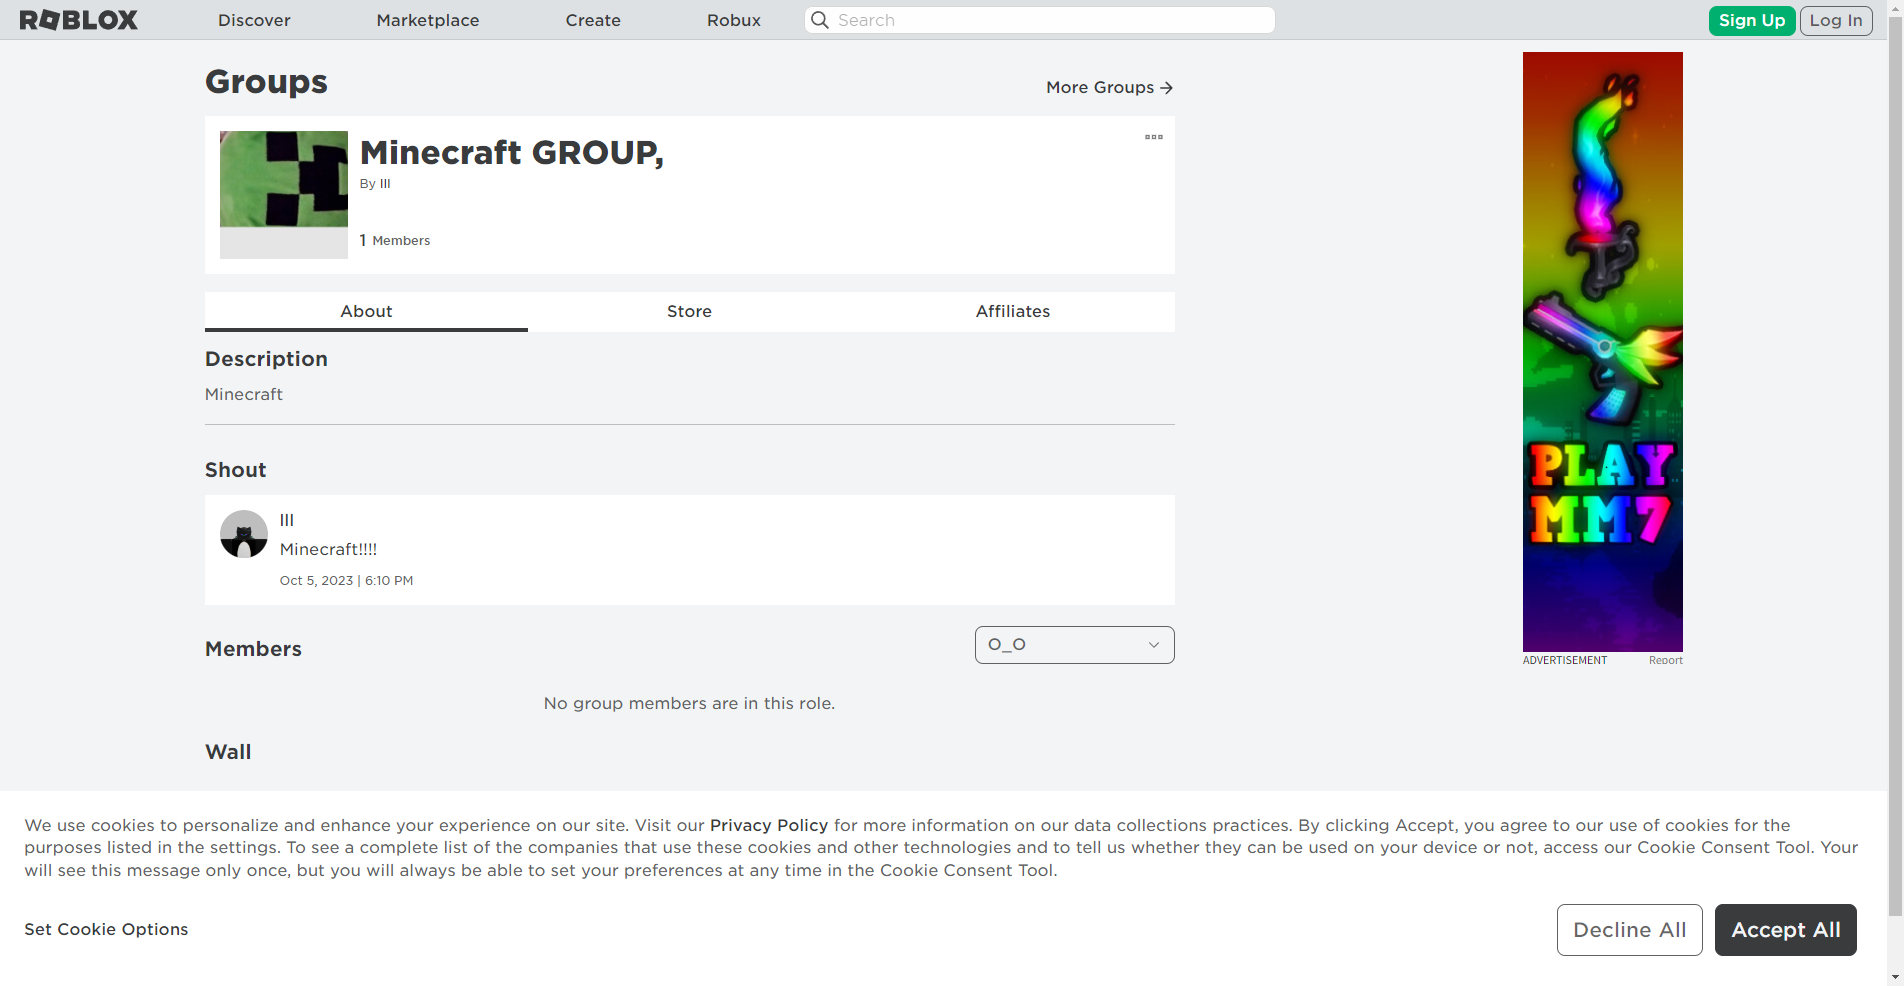 ROBLOX
Discover
Marketplace
Create
Robux
Search
Sign Up
Log In
Groups
More Groups
Minecraft GROUP,
By lll
1 Members
About
Store
Affiliates
Description
Minecraft
Shout
lll
Minecraft!!!!
Oct 5, 2023 | 6:10 PM
Members
O_O
No group members are in this role.
Wall
PLAY
MM7
ADVERTISEMENT
Report
We use cookies to personalize and enhance your experience on our site. Visit our Privacy Policy for more information on our data collections practices. By clicking Accept, you agree to our use of cookies for the
purposes listed in the settings. To see a complete list of the companies that use these cookies and other technologies and to tell us whether they can be used on your device or not, access our Cookie Consent Tool. Your
will see this message only once, but you will always be able to set your preferences at any time in the Cookie Consent Tool.
Set Cookie Options
Decline All
Accept All